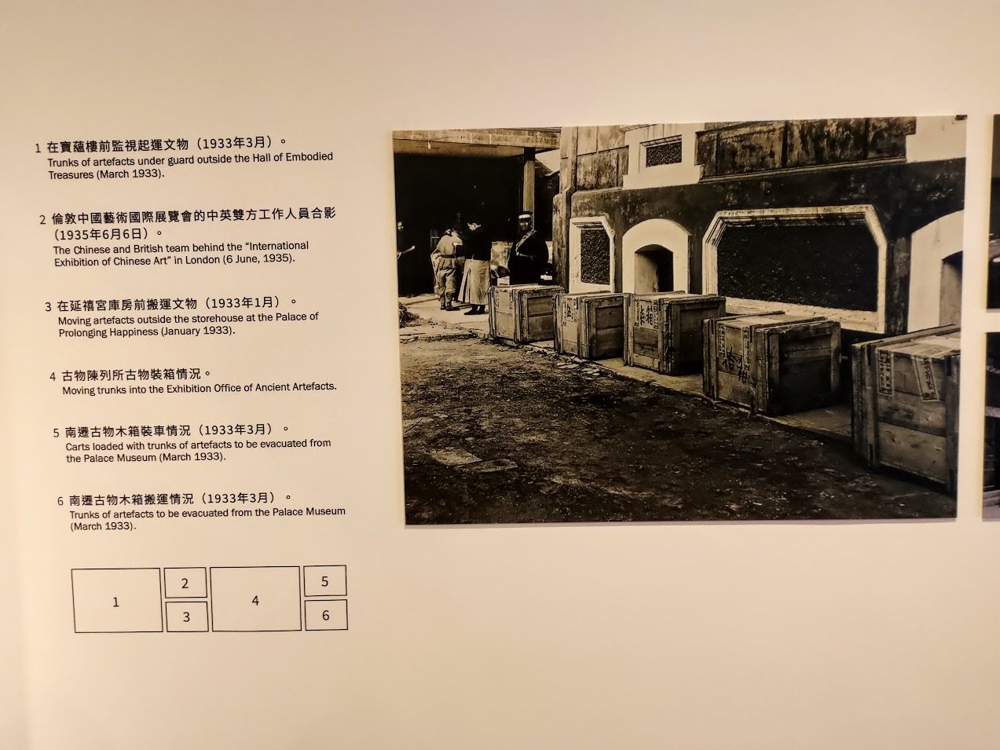 1 在寶蘊樓前監視起運文物（1933年3月）。
Trunks of artefacts under guard outside the Hall of Embodied
Treasures (March 1933).
2 倫敦中國藝術國際展覽會的中英雙方工作人員合影
（1935年6月6日）。
The Chinese and British team behind the “International
Exhibition of Chinese Art” in London (6 June, 1935).
3 在延禧宮庫房前搬運文物（1933年1月）。
Moving artefacts outside the storehouse at the Palace of
Prolonging Happiness (January 1933).
4 古物陳列所古物裝箱情況。
Moving trunks into the Exhibition Office of Ancient Artefacts.
5 南遷古物木箱裝車情況（1933年3月）。
Carts loaded with trunks of artefacts to be evacuated from
the Palace Museum (March 1933).
6 南遷古物木箱搬運情況（1933年3月）。
Trunks of artefacts to be evacuated from the Palace Museum
(March 1933).
1 2 3 4 5 6